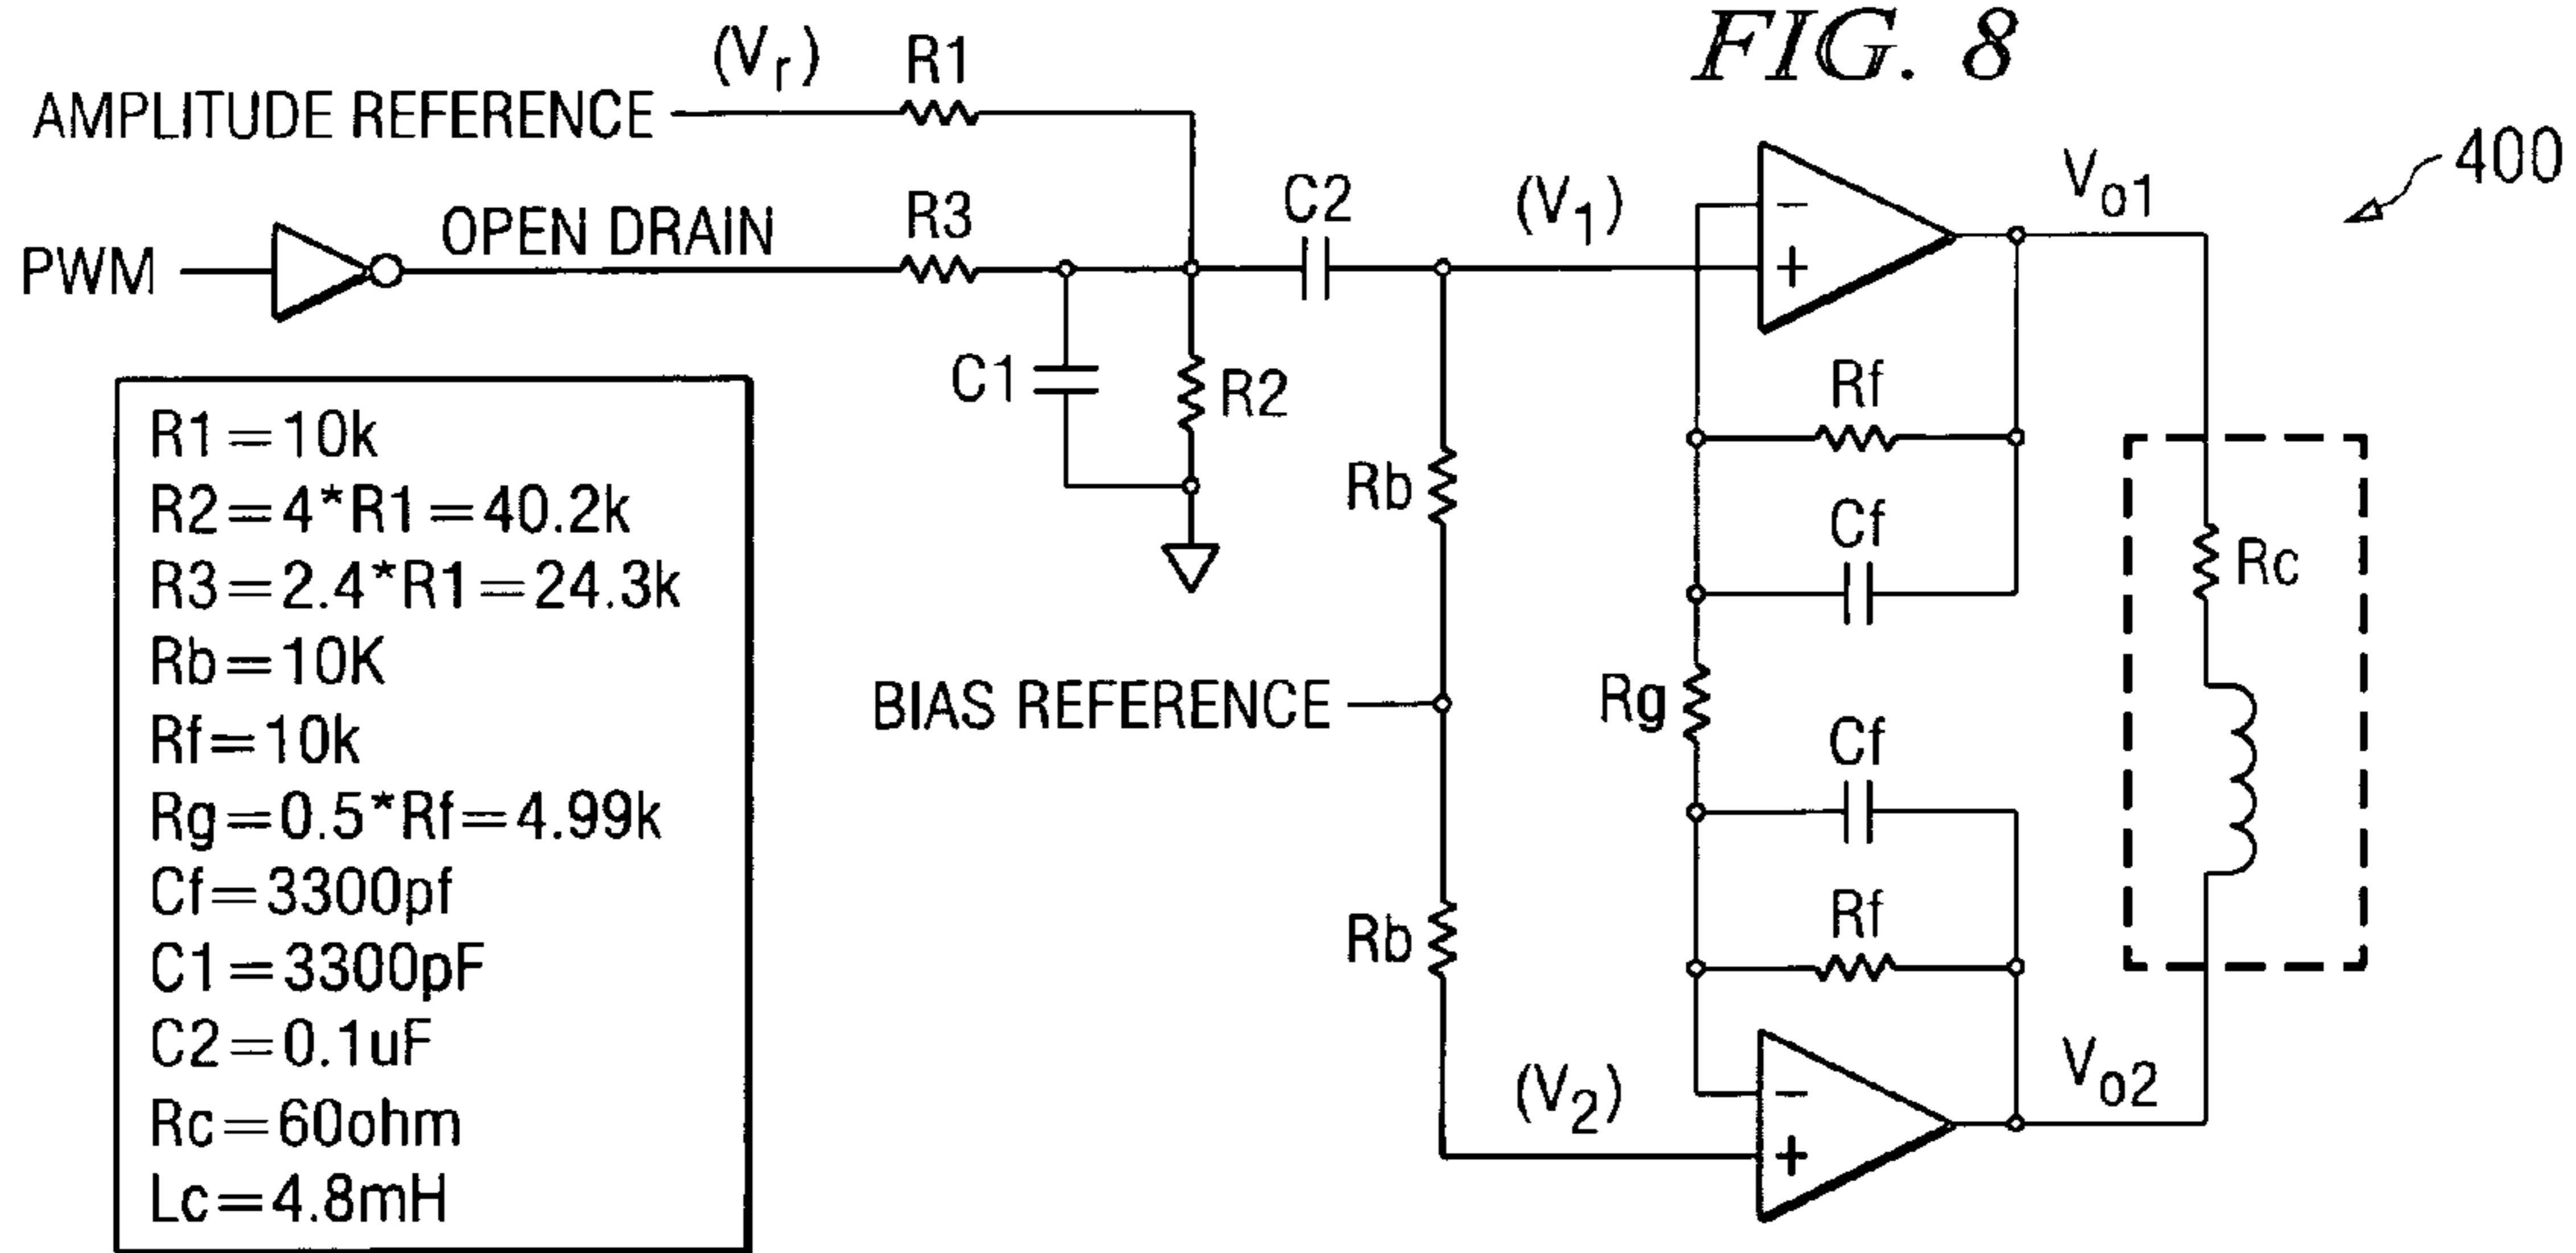 FIG. 8
(Vr)
R1
AMPLITUDE REFERENCE
400
PWM
OPEN DRAIN
R3
C2
(V1)
−
+
Vo1
C1
R2
Rf
Rb
Cf
Rc
BIAS REFERENCE
Rg
Cf
Rb
Rf
(V2)
−
+
Vo2
R1=10k
R2=4*R1=40.2k
R3=2.4*R1=24.3k
Rb=10K
Rf=10k
Rg=0.5*Rf=4.99k
Cf=3300pf
C1=3300pF
C2=0.1uF
Rc=60ohm
Lc=4.8mH